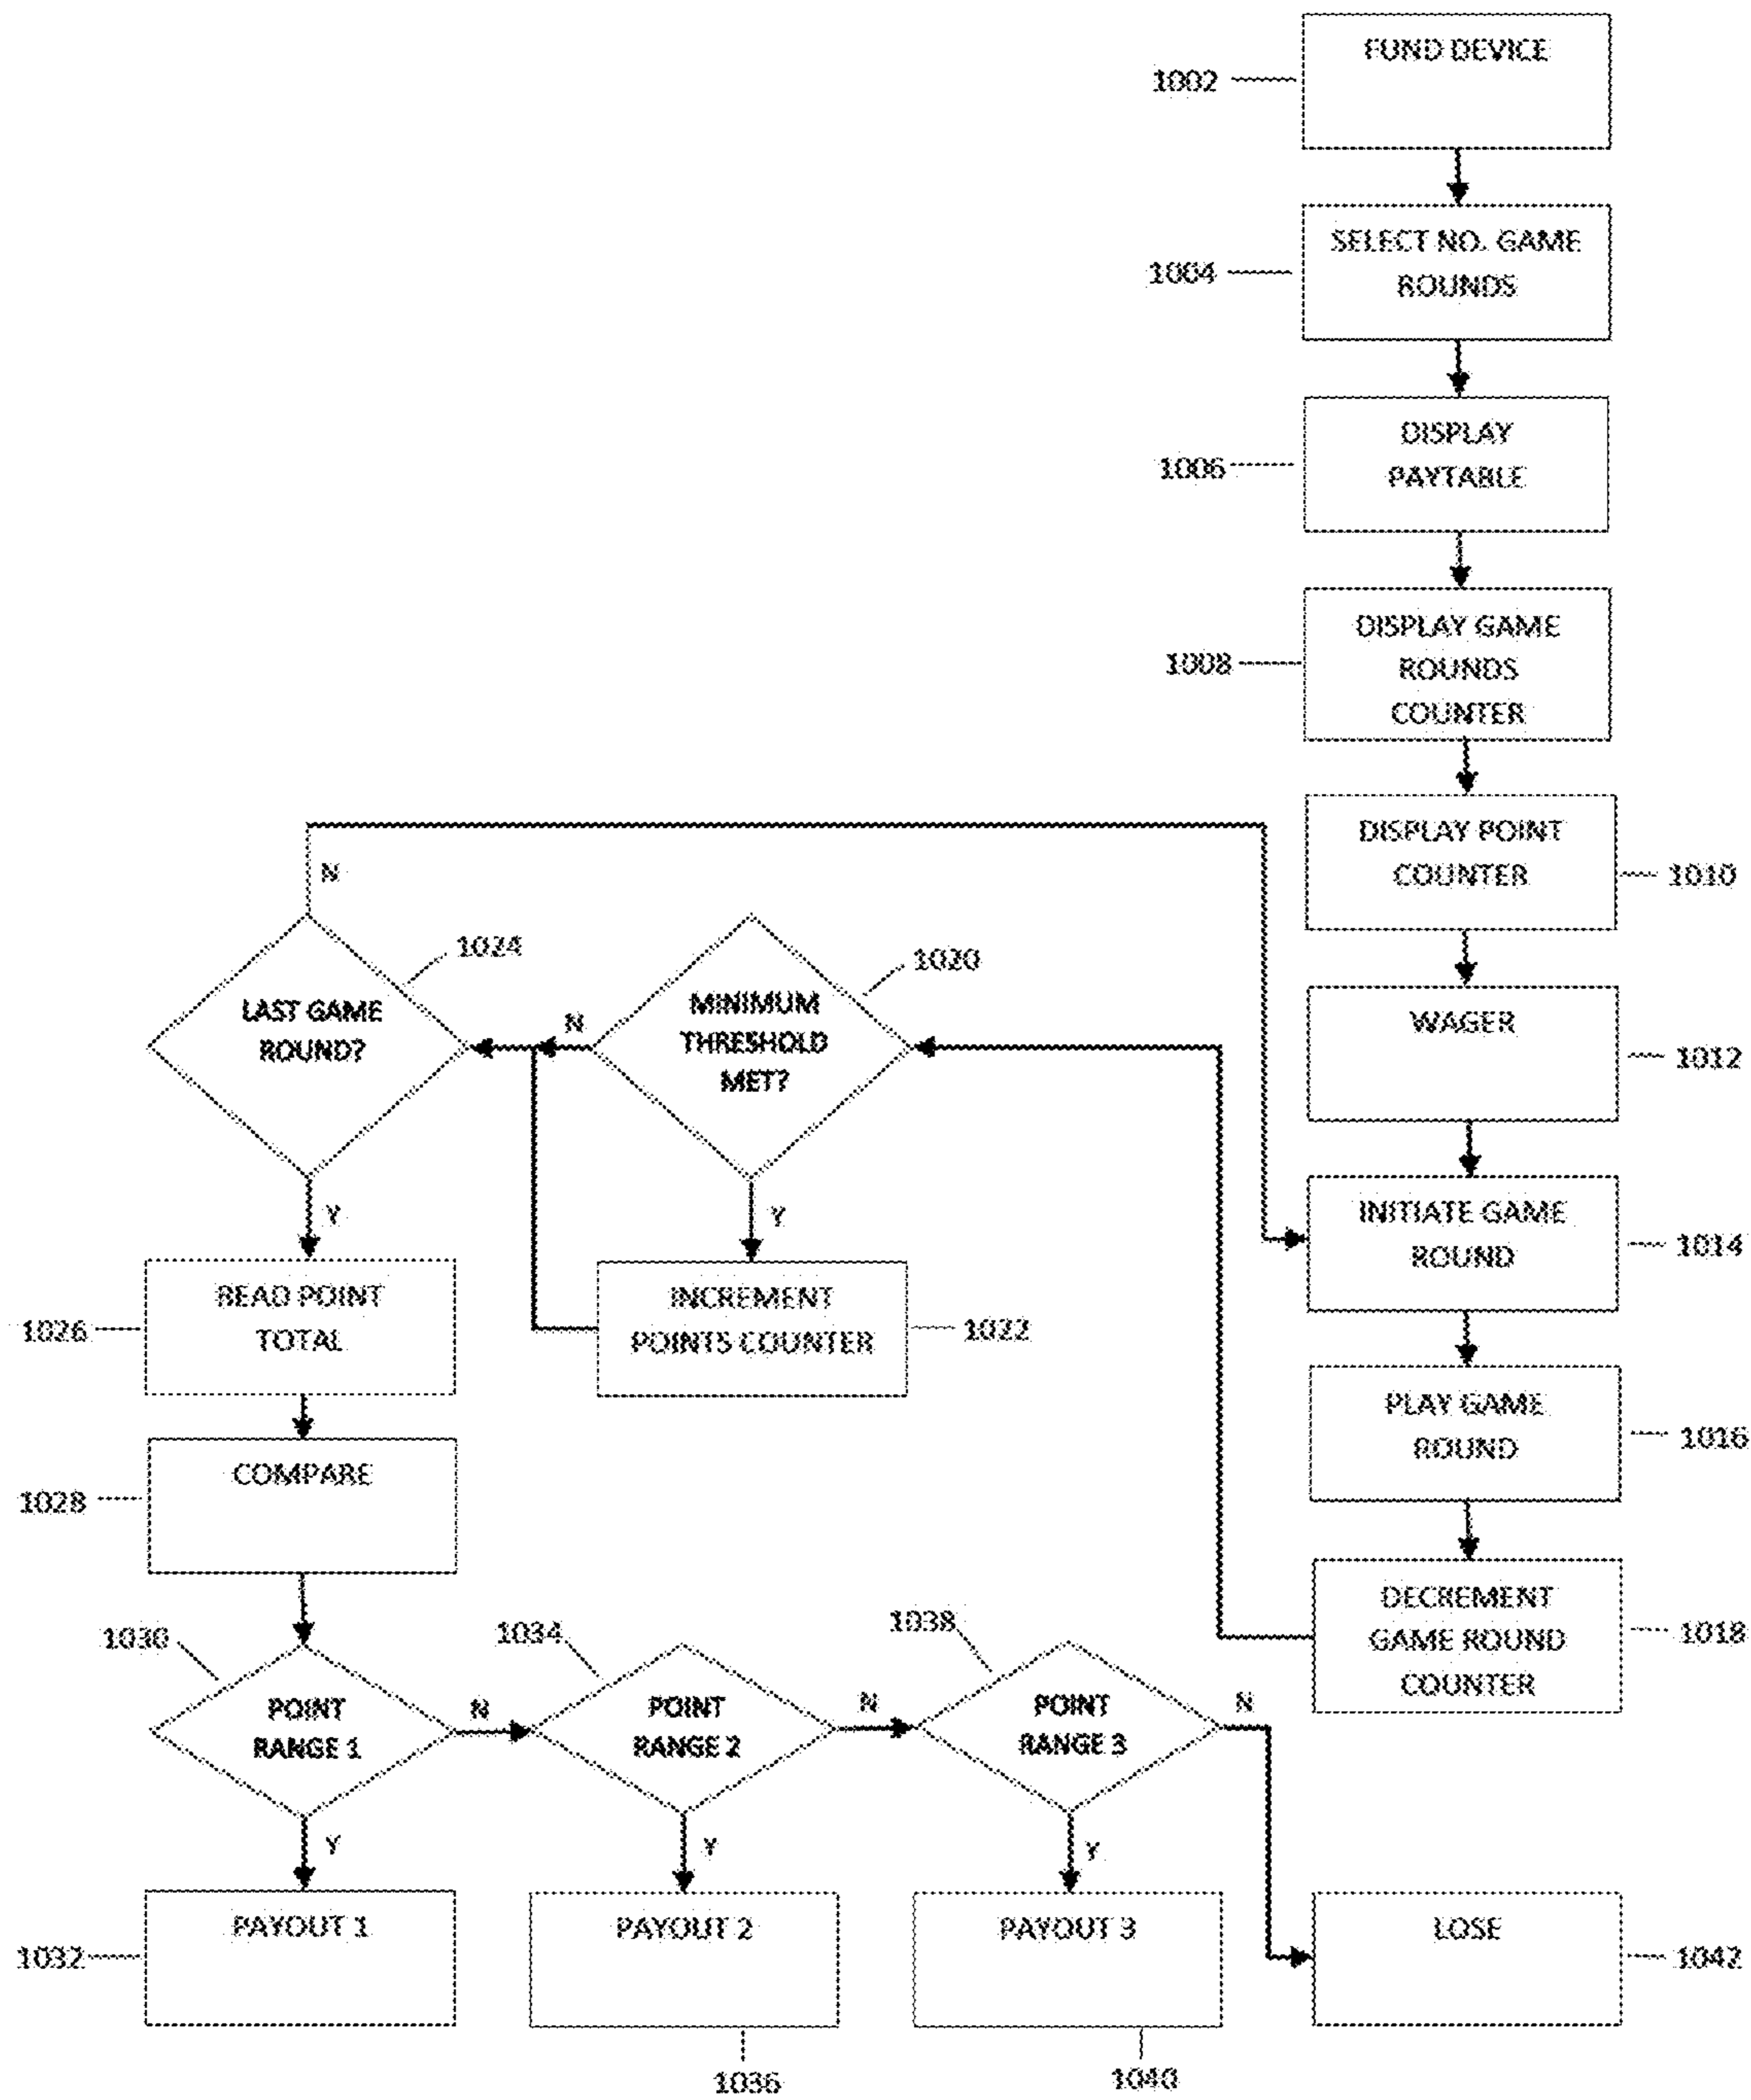 FUND DEVICE
1002
SELECT NO. GAME
ROUNDS
1004
DISPLAY
PAYTABLE
1006
DISPLAY GAME
ROUNDS
COUNTER
1008
DISPLAY POINT
COUNTER
1010
WAGER
1012
INITIATE GAME
ROUND
1014
PLAY GAME
ROUND
1016
DECREMENT
GAME ROUND
COUNTER
1018
MINIMUM
THRESHOLD
MET?
1020
N
Y
INCREMENT
POINTS COUNTER
1022
LAST GAME
ROUND?
1024
N
Y
READ POINT
TOTAL
1026
COMPARE
1028
POINT
RANGE 1
1030
N
Y
PAYOUT 1
1032
POINT
RANGE 2
1034
N
Y
PAYOUT 2
1036
POINT
RANGE 3
1038
N
Y
PAYOUT 3
1040
LOSE
1042